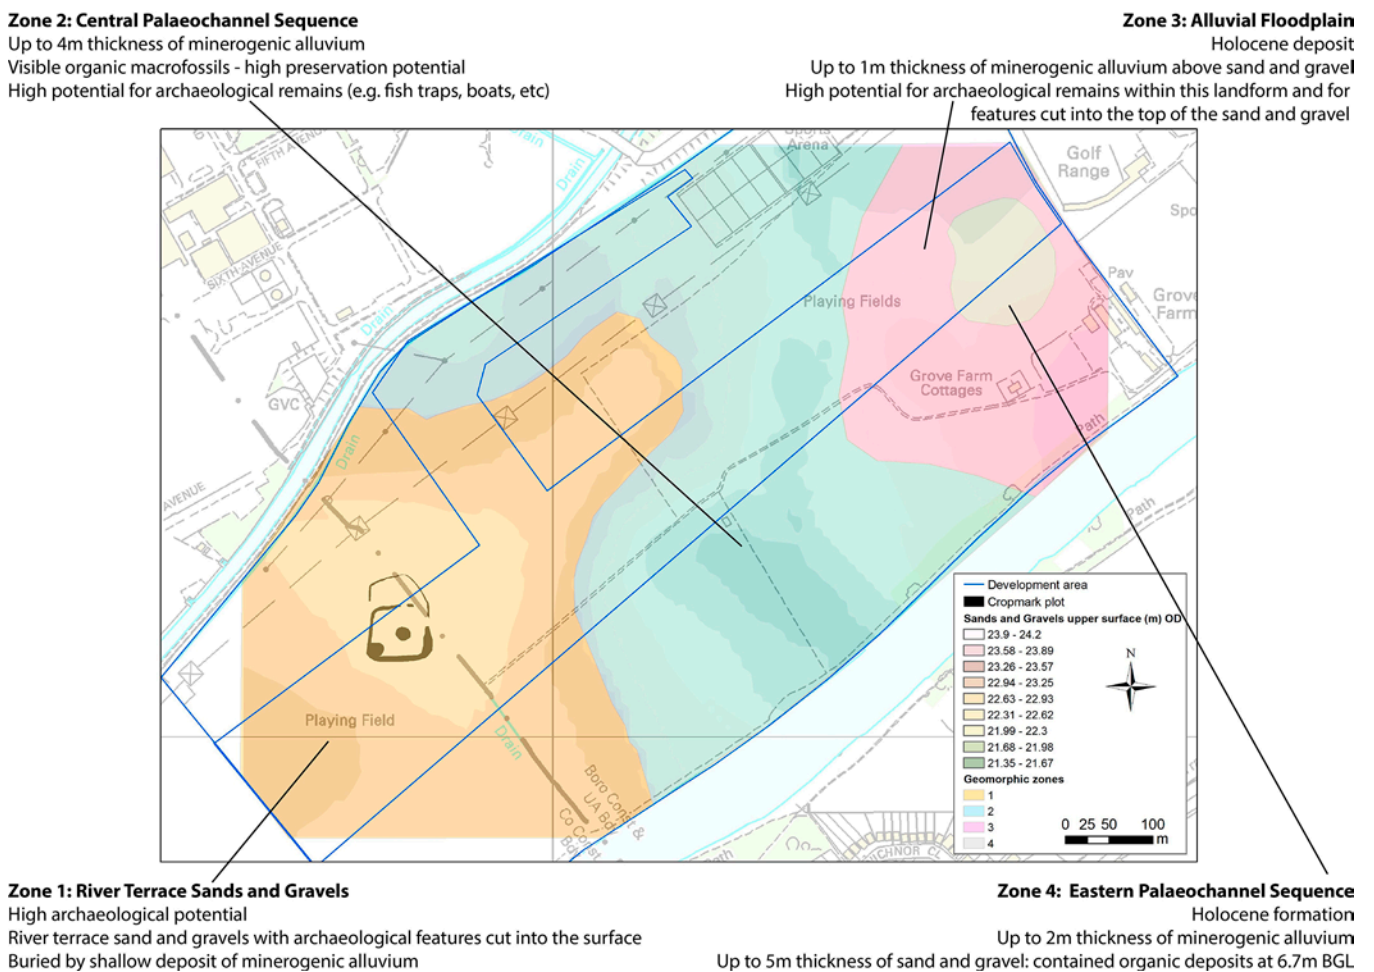 Zone 2: Central Palaeochannel Sequence
Up to 4m thickness of minerogenic alluvium
Visible organic macrofossils - high preservation potential
High potential for archaeological remains (e.g. fish traps, boats, etc)
Zone 3: Alluvial Floodplain
Holocene deposit
Up to 1m thickness of minerogenic alluvium above sand and gravel
High potential for archaeological remains within this landform and for
features cut into the top of the sand and gravel
FIFTH AVENUE
Drain
Drain
Sports
Arena
Golf
Range
Spo
SIXTH AVENUE
Drain
Playing Fields
Pav
Grove
Farm
GVC
Grove Farm
Cottages
Drain
Path
AVENUE
Path
Playing Field
Drain
Boro Const &
UA Bdy
Co Const
Bdy
Path
Development area
Cropmark plot
Sands and Gravels upper surface (m) OD
23.9 - 24.2
23.58 - 23.89
23.26 - 23.57
22.94 - 23.25
22.63 - 22.93
22.31 - 22.62
21.99 - 22.3
21.68 - 21.98
21.35 - 21.67
Geomorphic zones
1
2
3
4
N
0 25 50 100
m
Zone 1: River Terrace Sands and Gravels
High archaeological potential
River terrace sand and gravels with archaeological features cut into the surface
Buried by shallow deposit of minerogenic alluvium
Zone 4: Eastern Palaeochannel Sequence
Holocene formation
Up to 2m thickness of minerogenic alluvium
Up to 5m thickness of sand and gravel: contained organic deposits at 6.7m BGL